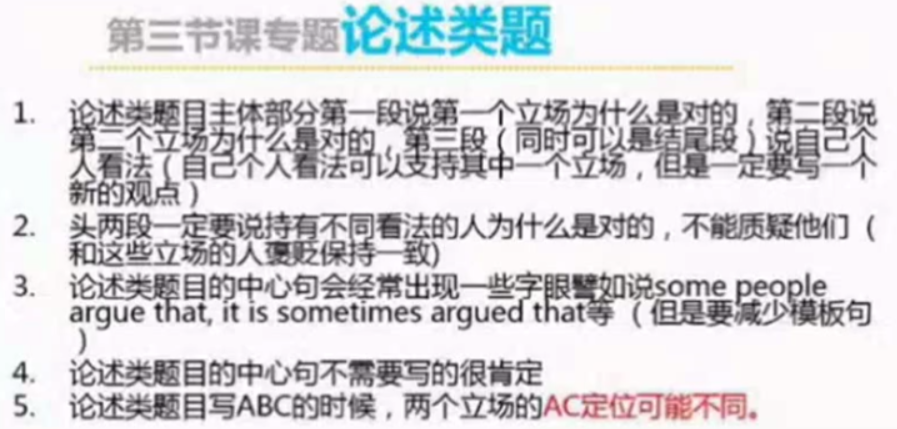 第三节课专题论述类题
1. 论述类题目主体部分第一段说第一个立场为什么是对的，第二段说
第二个立场为什么是对的，第三段（同时可以是结尾段）说自己个
人看法（自己个人看法可以支持其中一个立场，但是一定要写一个
新的观点）
2. 头两段一定要说持有不同看法的人为什么是对的，不能质疑他们（
和这些立场的人褒贬保持一致)
3. 论述类题目的中心句会经常出现一些字眼譬如说some people
argue that, it is sometimes argued that等 （但是要减少模板句
）
4. 论述类题目的中心句不需要写的很肯定
5. 论述类题目写ABC的时候，两个立场的AC定位可能不同。